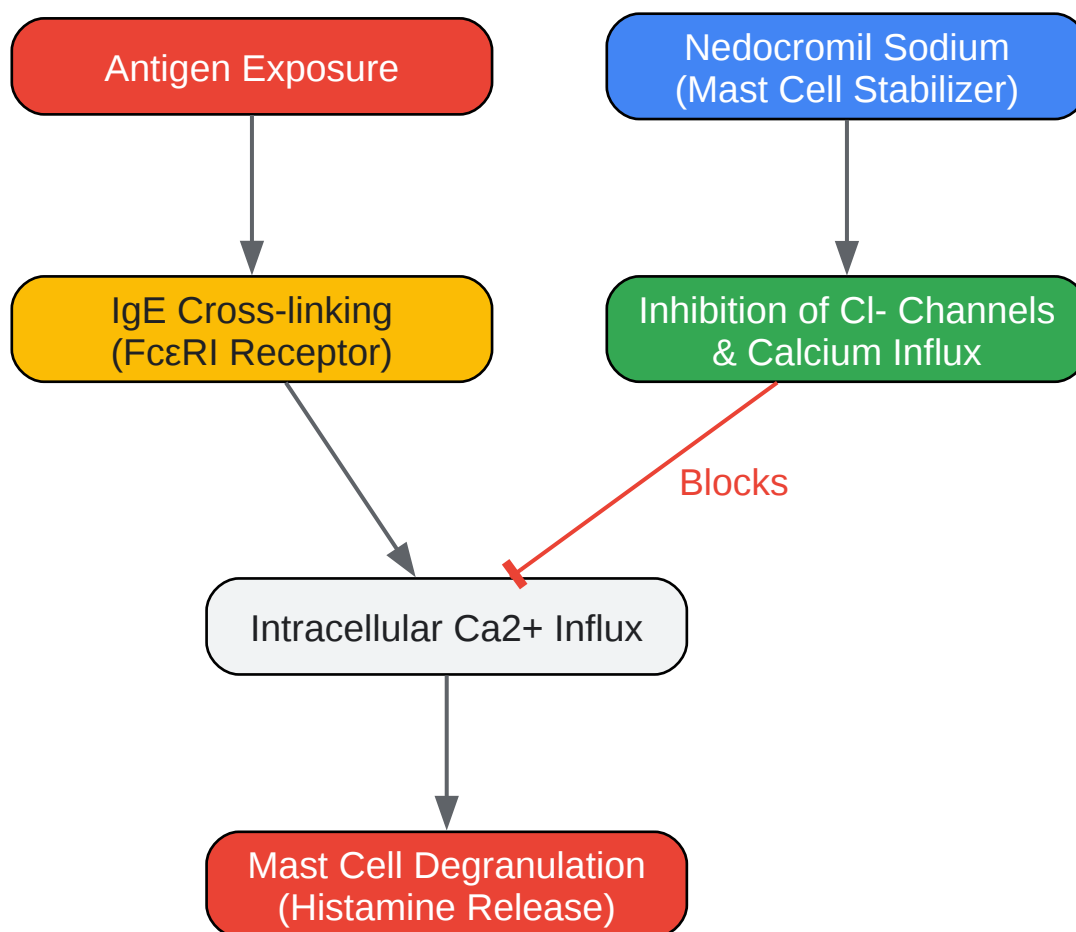 Antigen Exposure
Nedocromil Sodium
(Mast Cell Stabilizer)
IgE Cross-linking
(FcεRI Receptor)
Inhibition of Cl- Channels
& Calcium Influx
Blocks
Intracellular Ca2+ Influx
Mast Cell Degranulation
(Histamine Release)